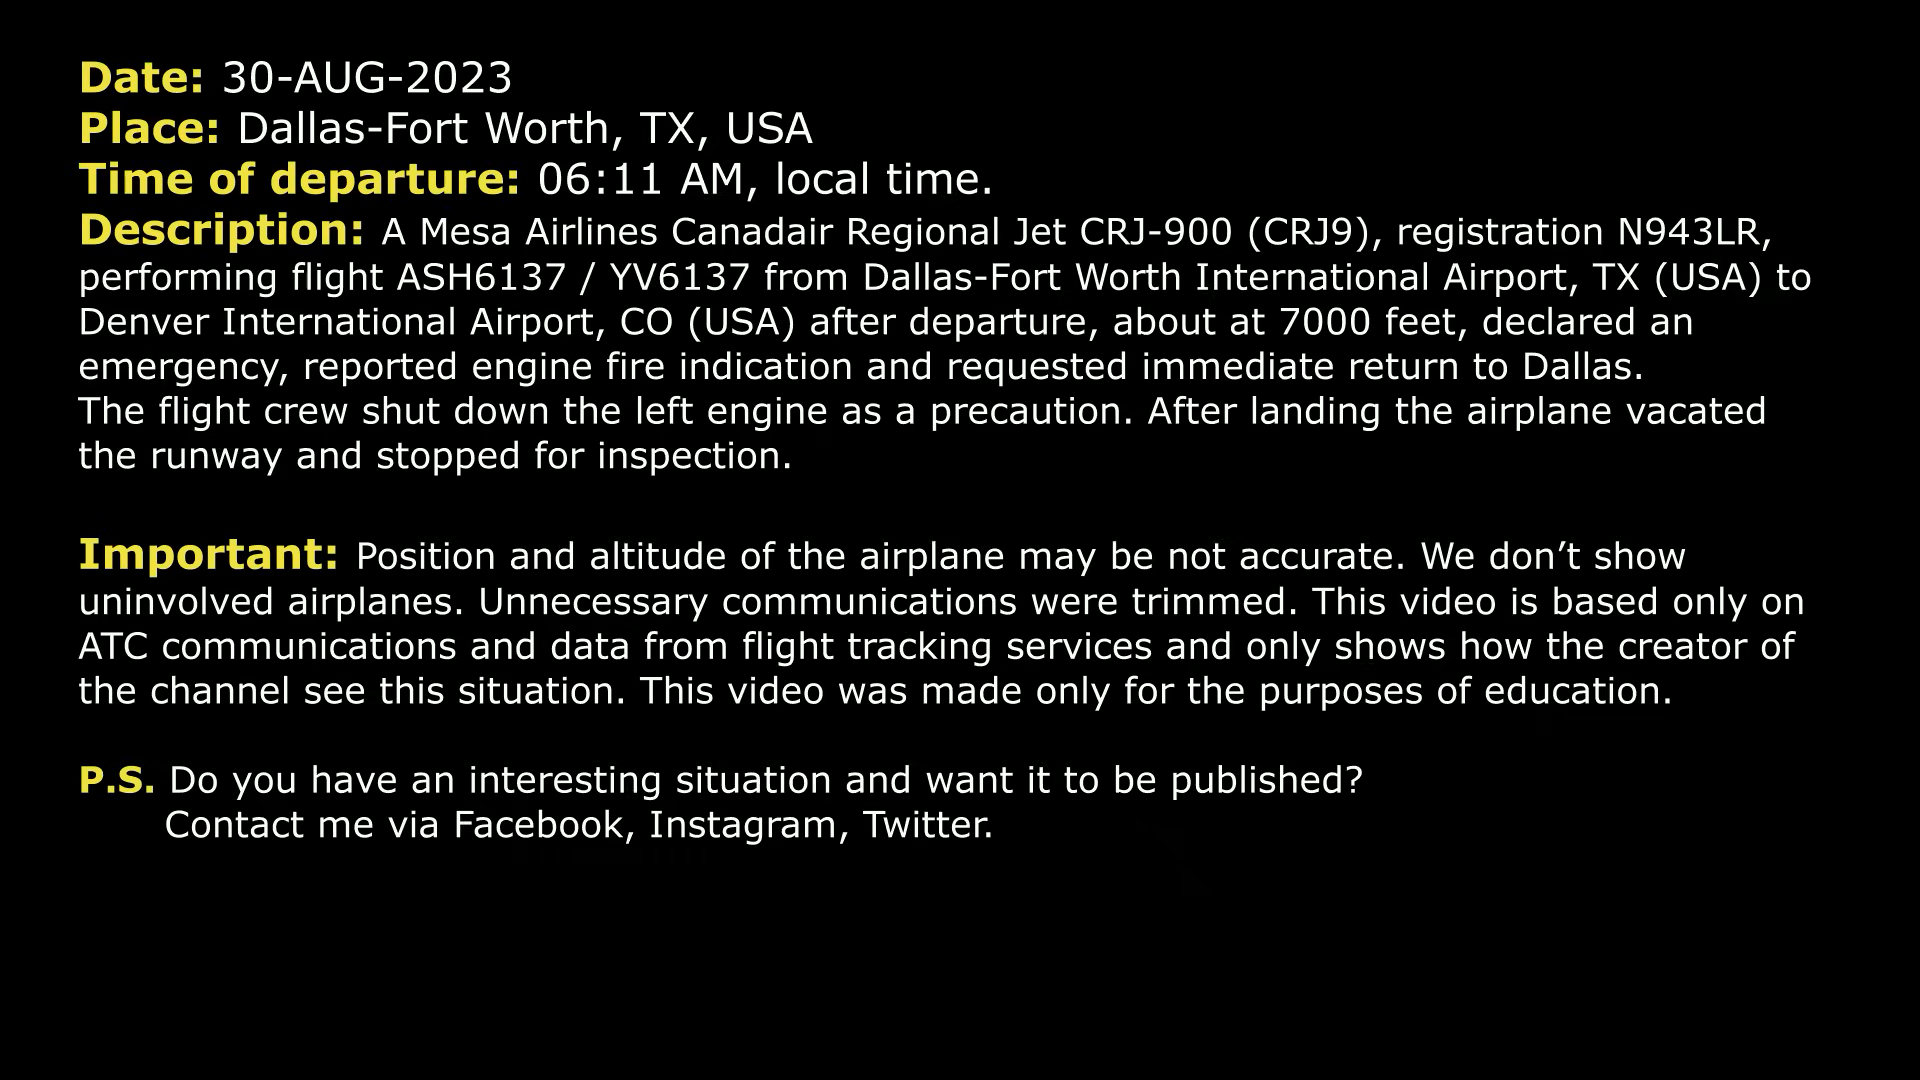 Date: 30-AUG-2023
Place: Dallas-Fort Worth, TX, USA
Time of departure: 06:11 AM, local time.
Description: A Mesa Airlines Canadair Regional Jet CRJ-900 (CRJ9), registration N943LR,
performing flight ASH6137 / YV6137 from Dallas-Fort Worth International Airport, TX (USA) to
Denver International Airport, CO (USA) after departure, about at 7000 feet, declared an
emergency, reported engine fire indication and requested immediate return to Dallas.
The flight crew shut down the left engine as a precaution. After landing the airplane vacated
the runway and stopped for inspection.
Important: Position and altitude of the airplane may be not accurate. We don’t show
uninvolved airplanes. Unnecessary communications were trimmed. This video is based only on
ATC communications and data from flight tracking services and only shows how the creator of
the channel see this situation. This video was made only for the purposes of education.
P.S. Do you have an interesting situation and want it to be published?
Contact me via Facebook, Instagram, Twitter.